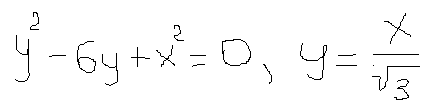 y² - 6y + x² = 0, y = x/√3